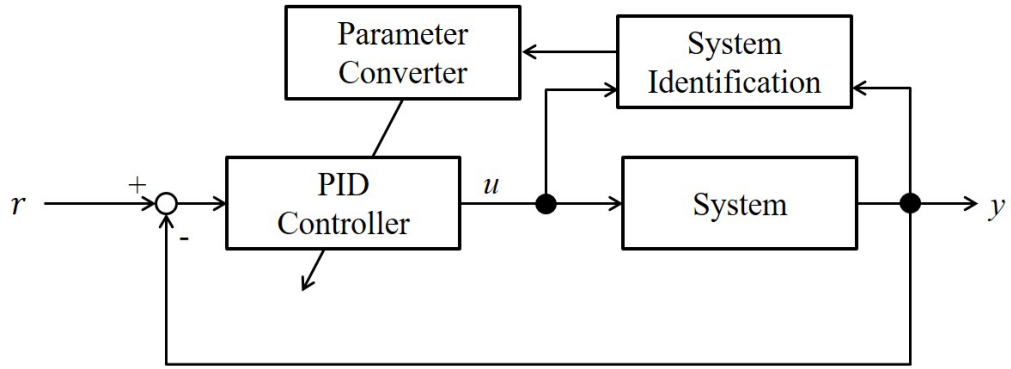 Parameter
Converter
System
Identification
r
+
-
PID
Controller
u
System
y